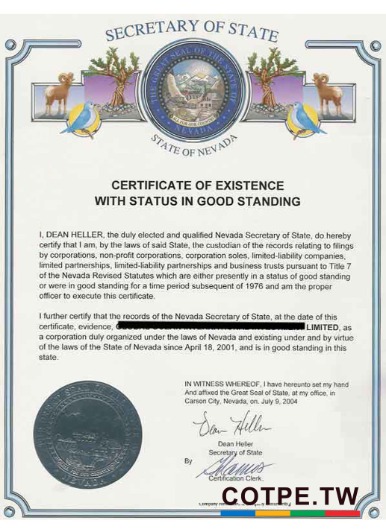 SECRETARY OF STATE
THE GREAT SEAL OF THE STATE OF NEVADA
STATE OF NEVADA
CERTIFICATE OF EXISTENCE
WITH STATUS IN GOOD STANDING
I, DEAN HELLER, the duly elected and qualified Nevada Secretary of State, do hereby
certify that I am, by the laws of said State, the custodian of the records relating to filings
by corporations, non-profit corporations, corporation soles, limited-liability companies,
limited partnerships, limited-liability partnerships and business trusts pursuant to Title 7
of the Nevada Revised Statutes which are either presently in a status of good standing
or were in good standing for a time period subsequent of 1976 and am the proper
officer to execute this certificate.
I further certify that the records of the Nevada Secretary of State, at the date of this
certificate, evidence, LIMITED, as
a corporation duly organized under the laws of Nevada and existing under and by virtue
of the laws of the State of Nevada since April 18, 2001, and is in good standing in this
state.
IN WITNESS WHEREOF, I have hereunto set my hand
And affixed the Great Seal of State, at my office, in
Carson City, Nevada, on, July 9, 2004
Dean Heller
Dean Heller
Secretary of State
By
Certification Clerk
COTPE.TW